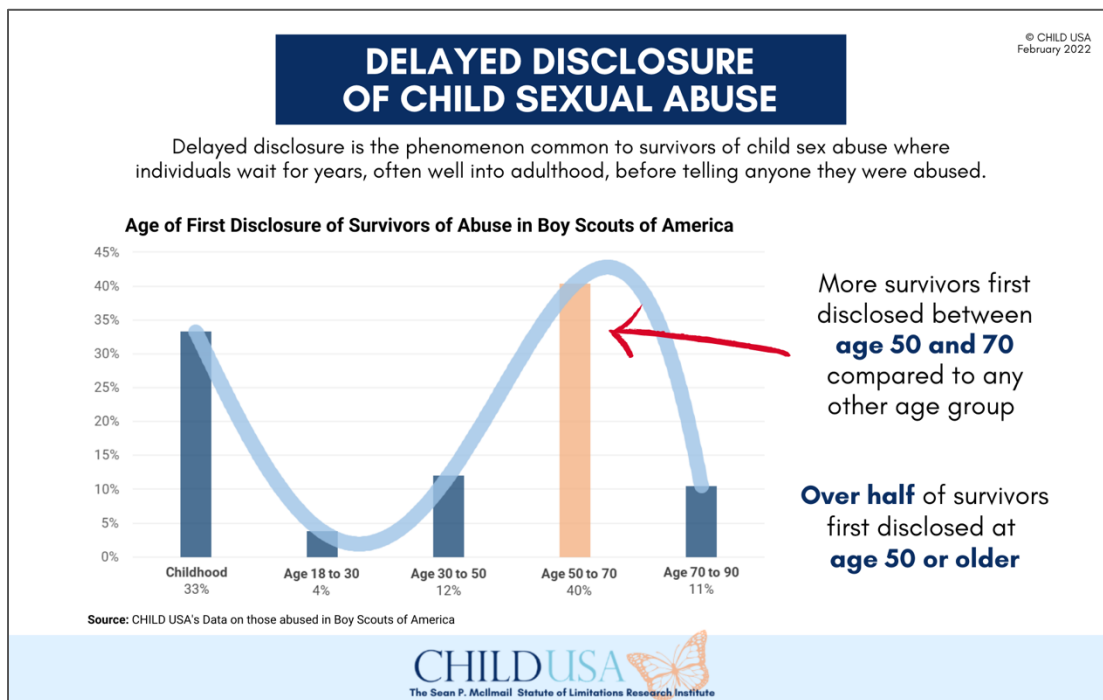 © CHILD USA
February 2022
DELAYED DISCLOSURE
OF CHILD SEXUAL ABUSE
Delayed disclosure is the phenomenon common to survivors of child sex abuse where
individuals wait for years, often well into adulthood, before telling anyone they were abused.
Age of First Disclosure of Survivors of Abuse in Boy Scouts of America
45%
40%
35%
30%
25%
20%
15%
10%
5%
0%
Childhood
33%
Age 18 to 30
4%
Age 30 to 50
12%
Age 50 to 70
40%
Age 70 to 90
11%
More survivors first
disclosed between
age 50 and 70
compared to any
other age group
Over half of survivors
first disclosed at
age 50 or older
Source: CHILD USA's Data on those abused in Boy Scouts of America
CHILD USA
The Sean P. McIlmail Statute of Limitations Research Institute